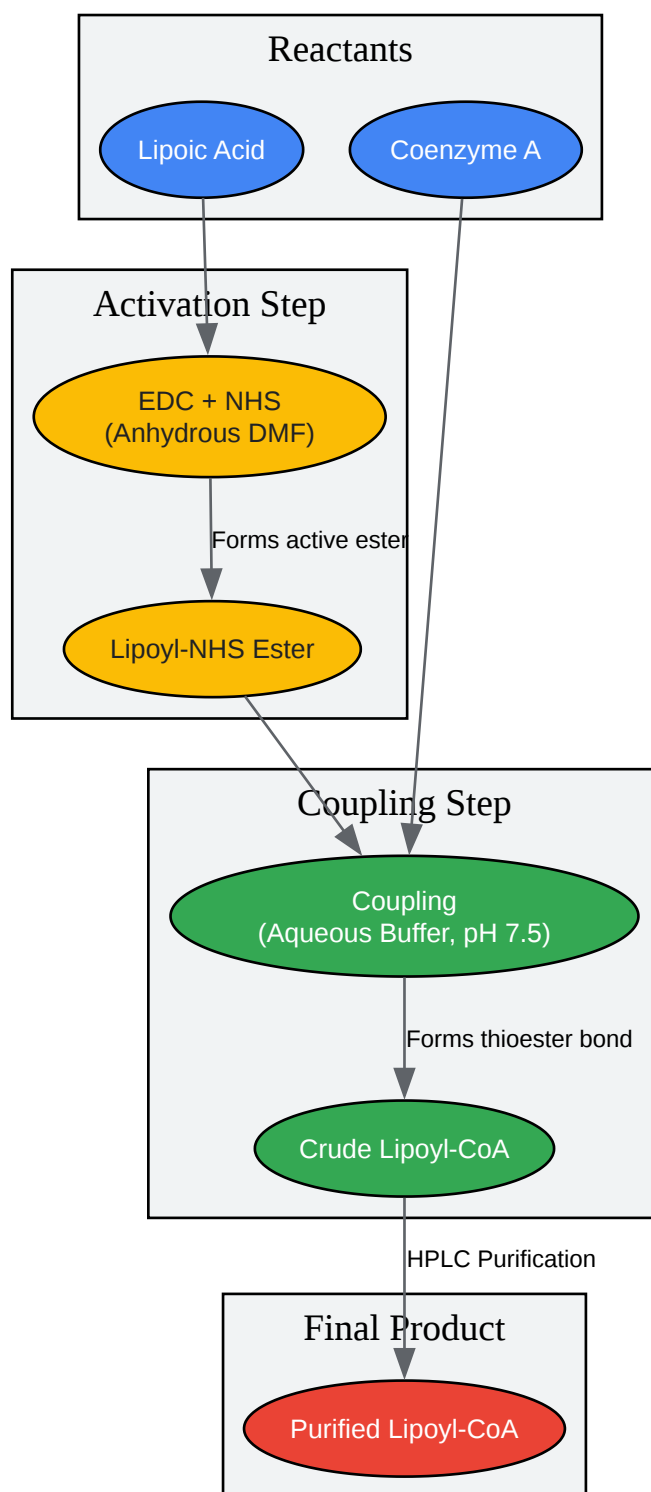 Reactants
Lipoic Acid
Coenzyme A
Activation Step
EDC + NHS
(Anhydrous DMF)
Forms active ester
Lipoyl-NHS Ester
Coupling Step
Coupling
(Aqueous Buffer, pH 7.5)
Forms thioester bond
Crude Lipoyl-CoA
HPLC Purification
Final Product
Purified Lipoyl-CoA